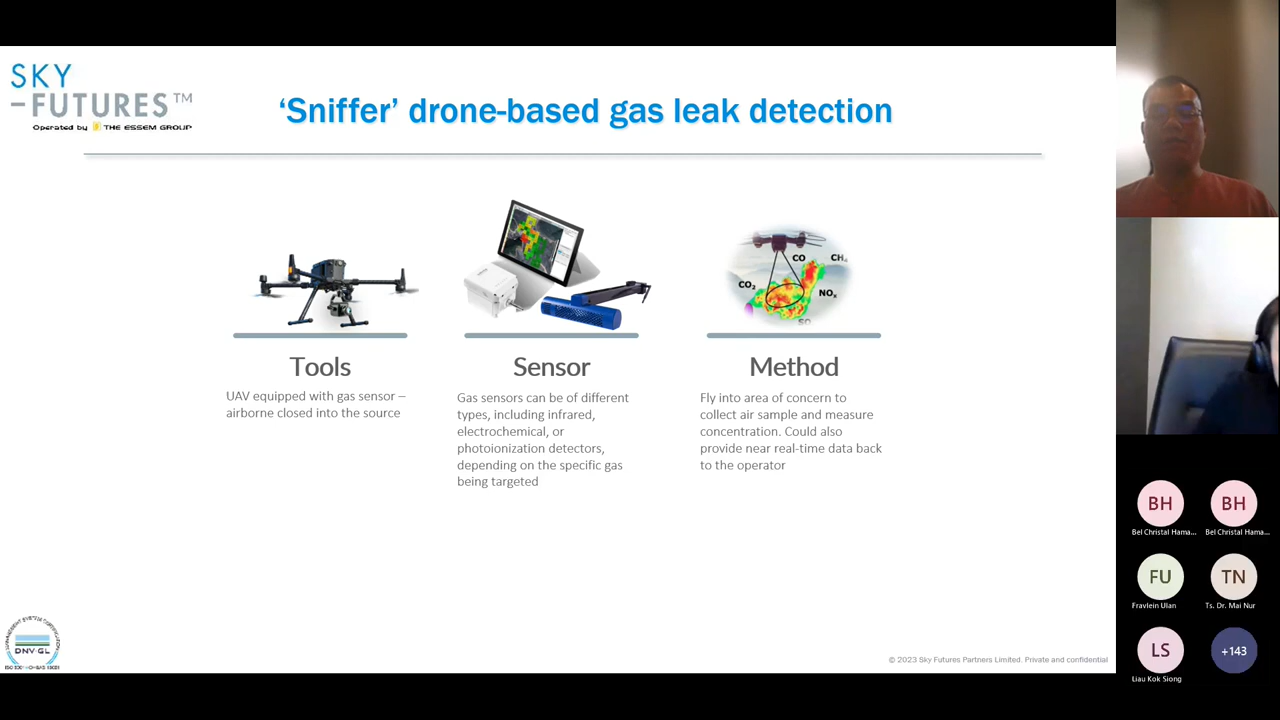 SKY
-FUTURES™
Operated by THE ESSEM GROUP
'Sniffer' drone-based gas leak detection
CO
CH₄
CO₂
NOₓ
SO
Tools
UAV equipped with gas sensor –
airborne closed into the source
Sensor
Gas sensors can be of different
types, including infrared,
electrochemical, or
photoionization detectors,
depending on the specific gas
being targeted
Method
Fly into area of concern to
collect air sample and measure
concentration. Could also
provide near real-time data back
to the operator
DNV·GL
© 2023 Sky Futures Partners Limited. Private and confidential
BH
Bel Christal Hama...
BH
Bel Christal Hama...
FU
Fravlein Ulan
TN
Ts. Dr. Mai Nur
LS
Liau Kok Siong
+143